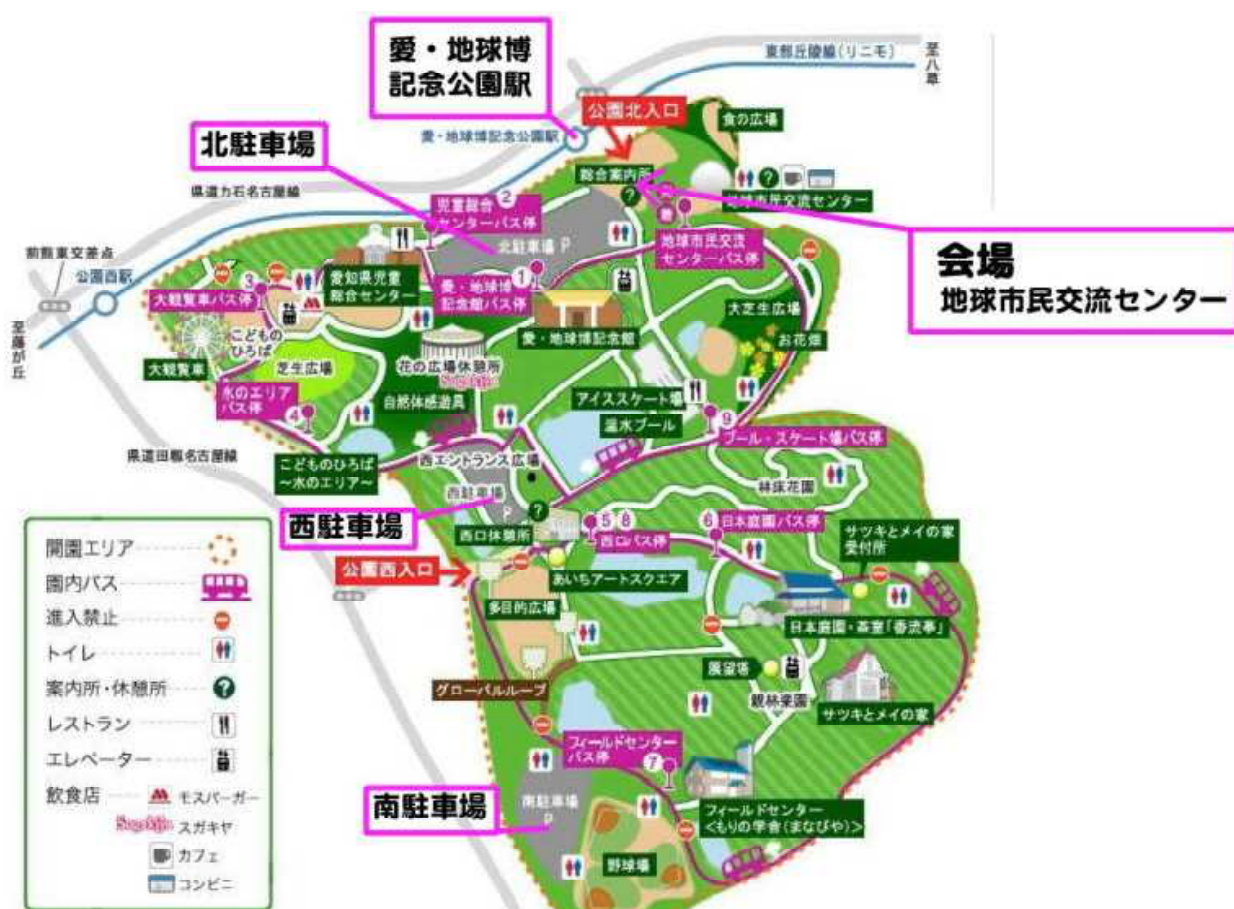 愛・地球博
記念公園駅
東部丘陵線(リニモ)
至八草
公園北入口
食の広場
愛・地球博記念公園駅
北駐車場
総合案内所
県道力石名古屋線
児童総合
センターバス停
2
地球市民交流センター
北駐車場 P
地球市民交流
センターバス停
会場
地球市民交流センター
前熊東交差点
公園西駅
3
大観覧車バス停
愛知県児童
総合センター
愛・地球博
記念館バス停
1
大芝生広場
愛・地球博記念館
お花畑
至藤が丘
こどもの
ひろば
大観覧車
芝生広場
花の広場休憩所
スガキヤ
水のエリア
バス停
4
自然体感遊具
アイススケート場
温水プール
9
プール・スケート場バス停
県道田籾名古屋線
こどものひろば
～水のエリア～
西エントランス広場
林床花園
西駐車場
P
西駐車場
西口休憩所
5 8
西口バス停
6
日本庭園バス停
サツキとメイの家
受付所
公園西入口
あいちアートスクエア
多目的広場
日本庭園・茶室「香流亭」
展望塔
親林楽園
グローバルループ
サツキとメイの家
フィールドセンター
バス停
7
南駐車場
南駐車場
P
フィールドセンター
<もりの学舎(まなびや)>
野球場
開園エリア
園内バス
進入禁止
トイレ
案内所・休憩所
レストラン
エレベーター
飲食店
モスバーガー
スガキヤ
カフェ
コンビニ